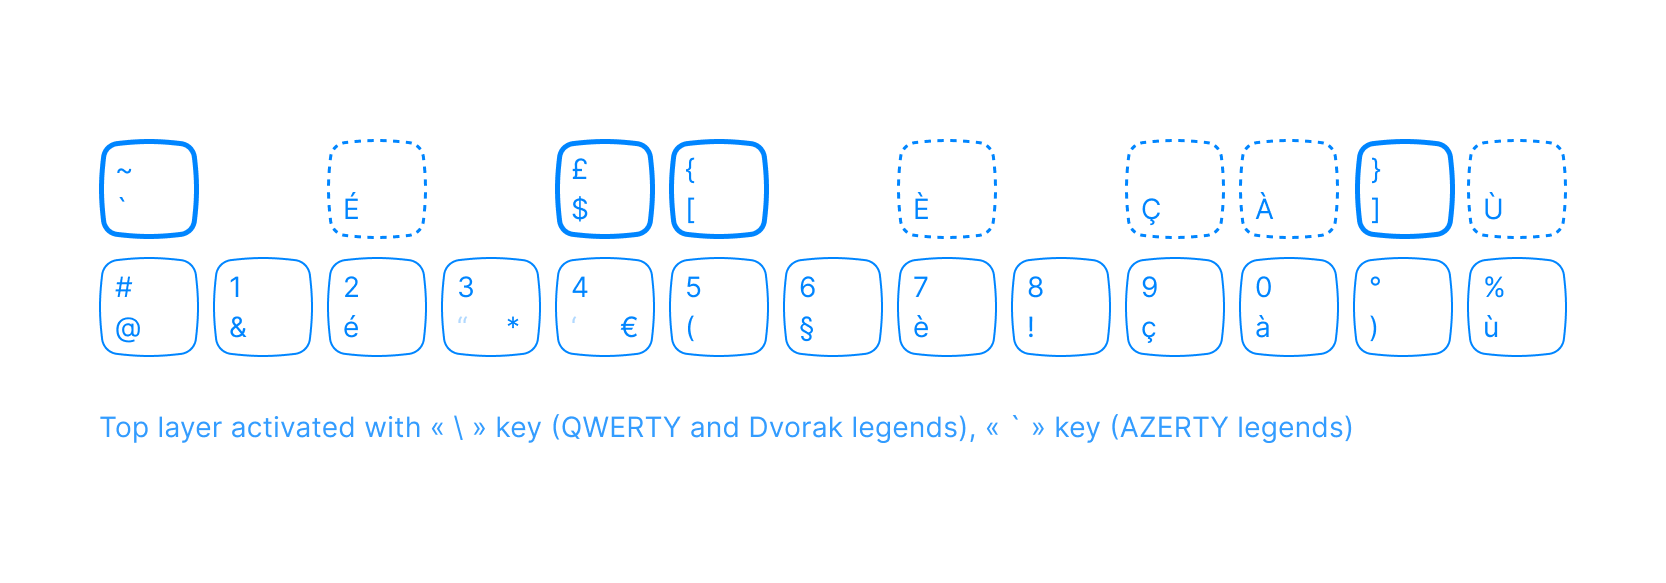 ~ £ { }
` É $ [ È Ç À ] Ù
# 1 2 3 4 5 6 7 8 9 0 ° %
@ & é “ * ‘ € ( § è ! ç à ) ù
Top layer activated with « \ » key (QWERTY and Dvorak legends), « ` » key (AZERTY legends)